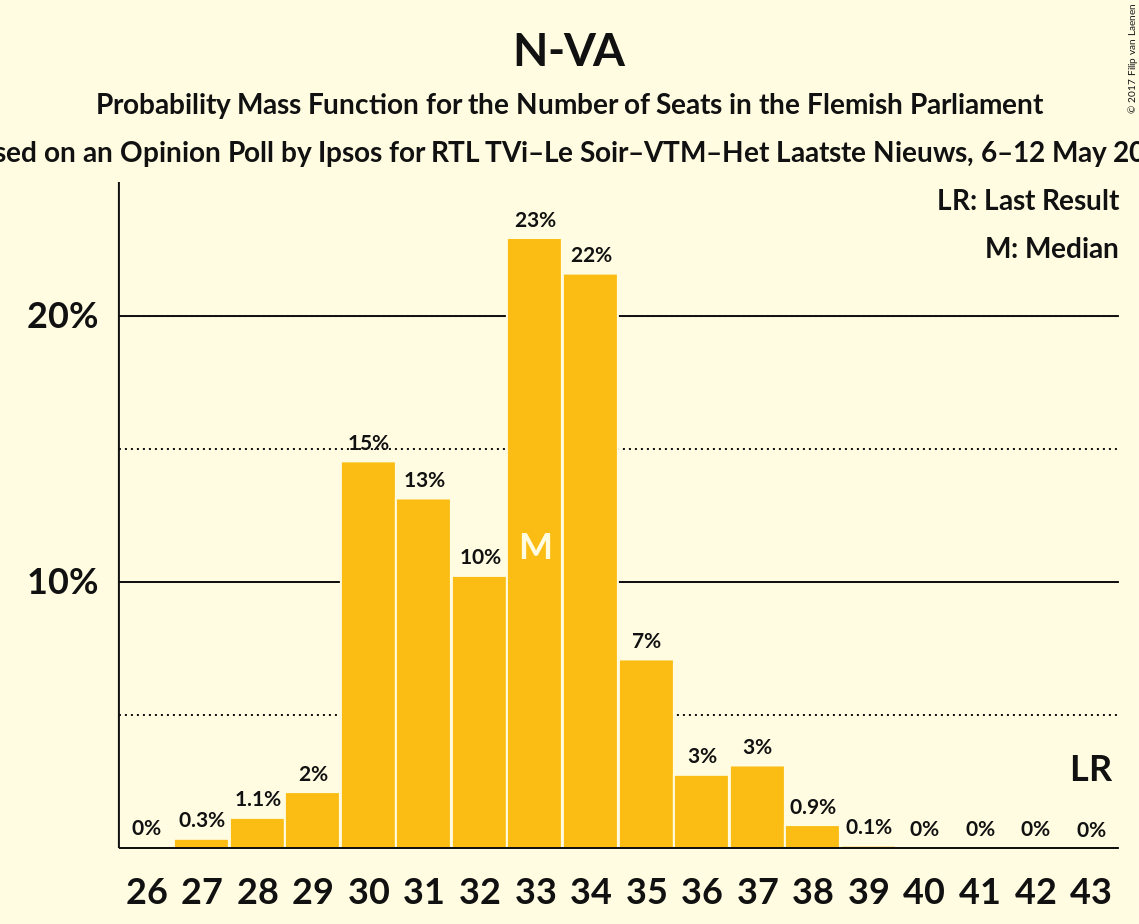 N-VA
Probability Mass Function for the Number of Seats in the Flemish Parliament
on an Opinion Poll by Ipsos for RTL TVi–Le Soir–VTM–Het Laatste Nieuws, 6–12 May
© 2017 Filip van Laenen
LR: Last Result
M: Median
20%
10%
0%
0.3%
1.1%
2%
15%
13%
10%
23%
22%
7%
3%
3%
0.9%
0.1%
0%
0%
0%
0%
M
LR
26 27 28 29 30 31 32 33 34 35 36 37 38 39 40 41 42 43